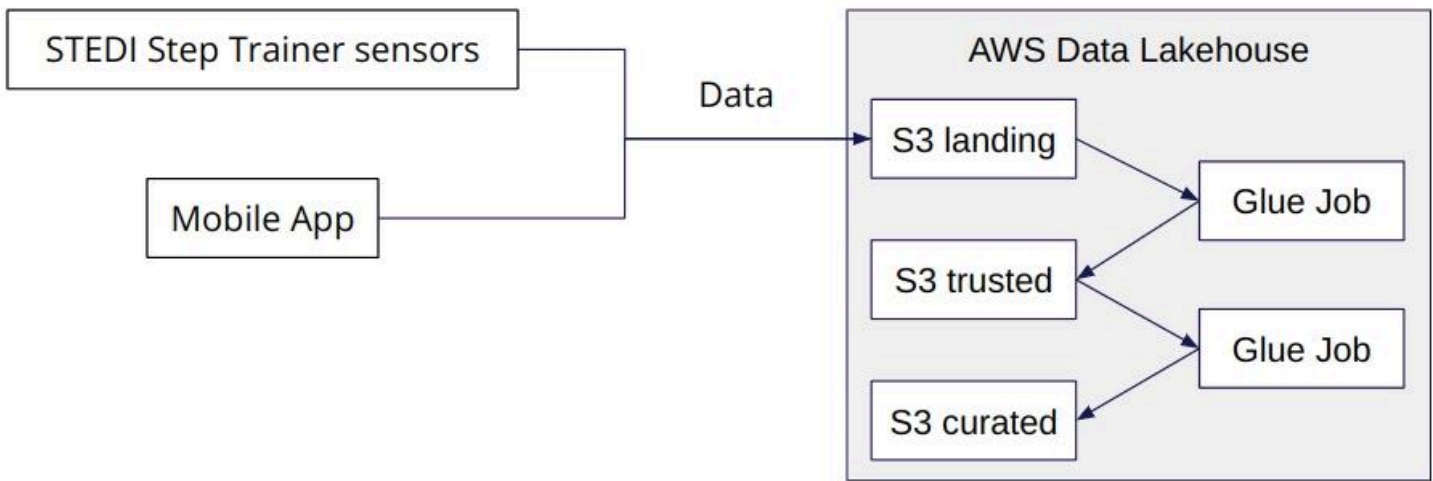 STEDI Step Trainer sensors
Mobile App
Data
AWS Data Lakehouse
S3 landing
Glue Job
S3 trusted
Glue Job
S3 curated